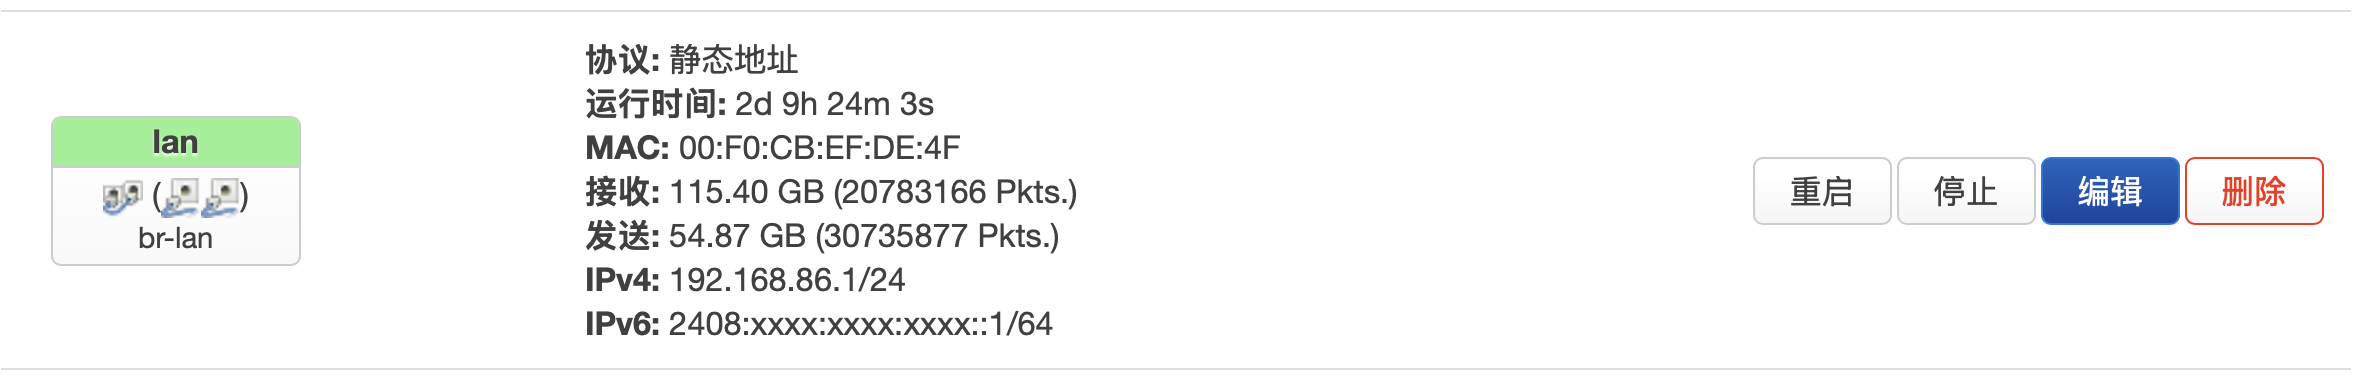 lan
( )
br-lan
协议: 静态地址
运行时间: 2d 9h 24m 3s
MAC: 00:F0:CB:EF:DE:4F
接收: 115.40 GB (20783166 Pkts.)
发送: 54.87 GB (30735877 Pkts.)
IPv4: 192.168.86.1/24
IPv6: 2408:xxxx:xxxx:xxxx::1/64
重启 停止 编辑 删除